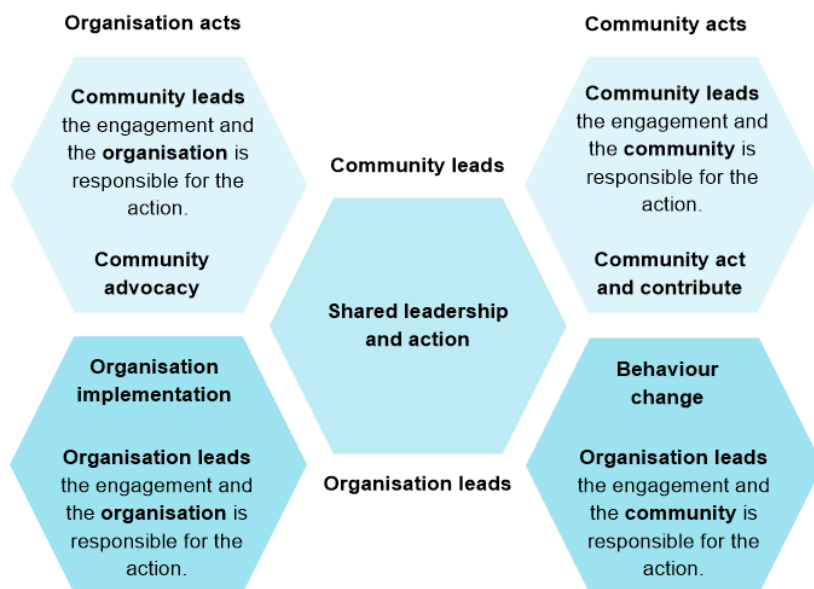 Organisation acts
Community acts
Community leads
the engagement and
the organisation is
responsible for the
action.
Community
advocacy
Community leads
Community leads
the engagement and
the community is
responsible for the
action.
Community act
and contribute
Shared leadership
and action
Organisation
implementation
Organisation leads
the engagement and
the organisation is
responsible for the
action.
Organisation leads
Behaviour
change
Organisation leads
the engagement and
the community is
responsible for the
action.